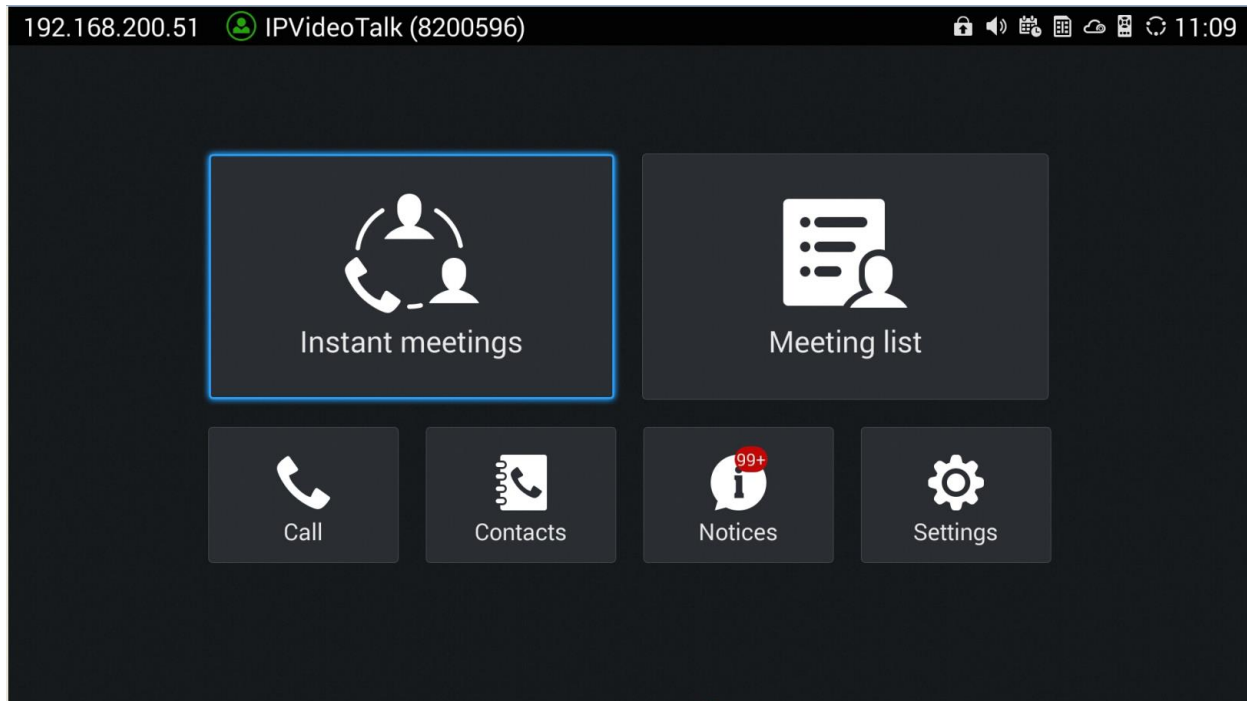 192.168.200.51 IPVideoTalk (8200596) 11:09
Instant meetings
Meeting list
Call
Contacts
99+
Notices
Settings